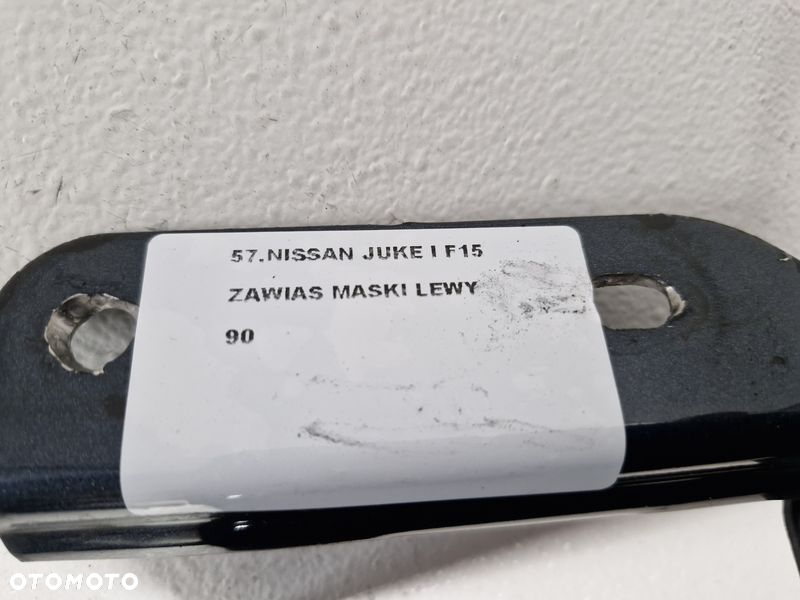 57.NISSAN JUKE I F15
ZAWIAS MASKI LEWY
90
OTOMOTO